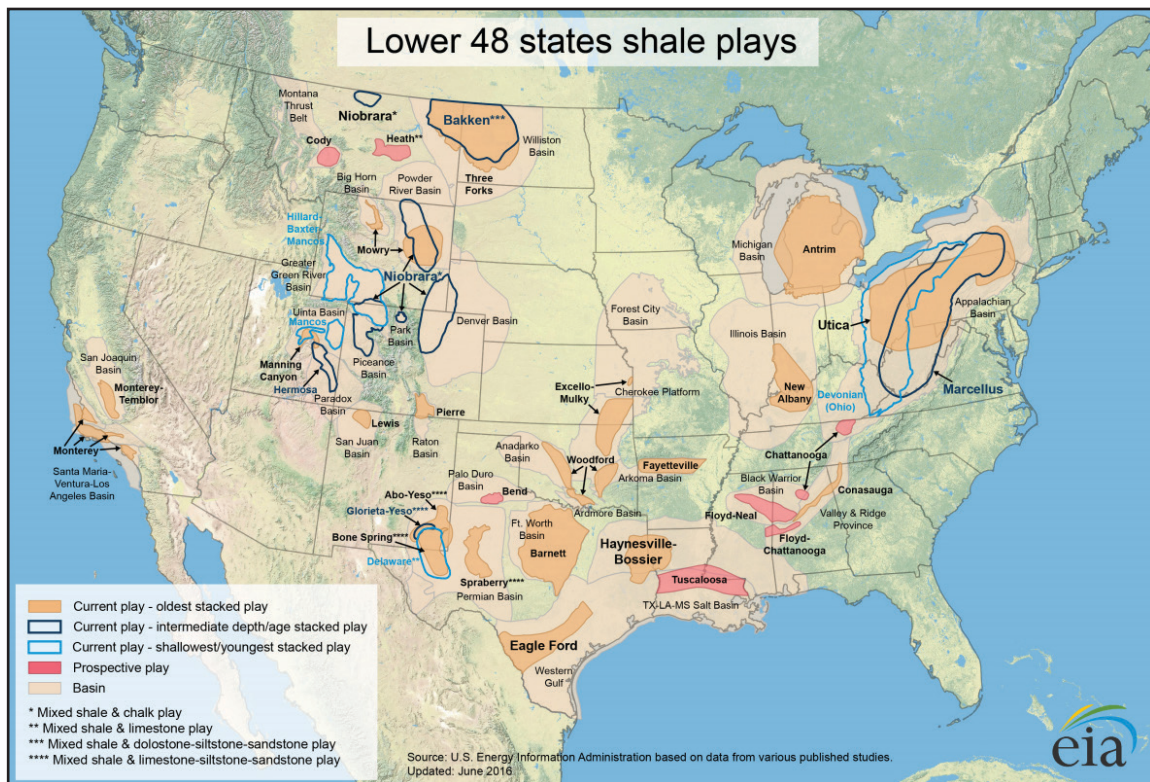 Lower 48 states shale plays
Montana
Thrust
Belt
Niobrara*
Bakken***
Cody
Heath**
Williston
Basin
Big Horn
Basin
Powder
River Basin
Three
Forks
Hillard-
Baxter-
Mancos
Mowry
Greater
Green River
Basin
Niobrara*
Michigan
Basin
Antrim
Uinta Basin
Mancos
Park
Basin
Denver Basin
Forest City
Basin
Illinois Basin
Utica
Appalachian
Basin
San Joaquin
Basin
Manning
Canyon
Piceance
Basin
Hermosa
Monterey-
Temblor
Paradox
Basin
Excello-
Mulky
Cherokee Platform
New
Albany
Devonian
(Ohio)
Marcellus
Lewis
Pierre
Monterey
San Juan
Basin
Raton
Basin
Anadarko
Basin
Woodford
Fayetteville
Chattanooga
Santa Maria-
Ventura-Los
Angeles Basin
Palo Duro
Basin
Bend
Arkoma Basin
Black Warrior
Basin
Conasauga
Abo-Yeso****
Glorieta-Yeso****
Ardmore Basin
Floyd-Neal
Valley & Ridge
Province
Ft. Worth
Basin
Bone Spring****
Barnett
Haynesville-
Bossier
Floyd-
Chattanooga
Delaware**
Spraberry****
Permian Basin
Tuscaloosa
TX-LA-MS Salt Basin
Eagle Ford
Western
Gulf
Current play - oldest stacked play
Current play - intermediate depth/age stacked play
Current play - shallowest/youngest stacked play
Prospective play
Basin
* Mixed shale & chalk play
** Mixed shale & limestone play
*** Mixed shale & dolostone-siltstone-sandstone play
**** Mixed shale & limestone-siltstone-sandstone play
Source: U.S. Energy Information Administration based on data from various published studies.
Updated: June 2016
eia